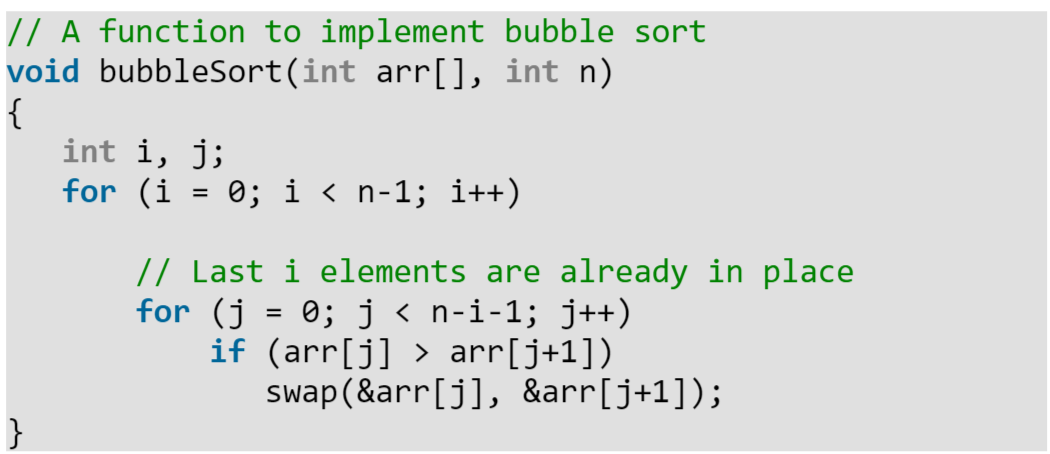 // A function to implement bubble sort
void bubbleSort(int arr[], int n)
{
int i, j;
for (i = 0; i < n-1; i++)
// Last i elements are already in place
for (j = 0; j < n-i-1; j++)
if (arr[j] > arr[j+1])
swap(&arr[j], &arr[j+1]);
}